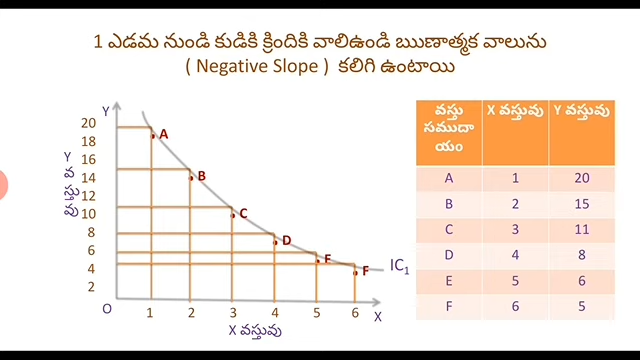 1 ఎడమ నుండి కుడికి క్రిందికి వాలిఉండి ఋణాత్మక వాలును
( Negative Slope ) కలిగి ఉంటాయి
Y
20
18
16
14
12
10
8
6
4
2
O
Y వస్తువు
A
B
C
D
E
F
IC1
1 2 3 4 5 6 X
X వస్తువు
వస్తు సముదాయం X వస్తువు Y వస్తువు
A 1 20
B 2 15
C 3 11
D 4 8
E 5 6
F 6 5